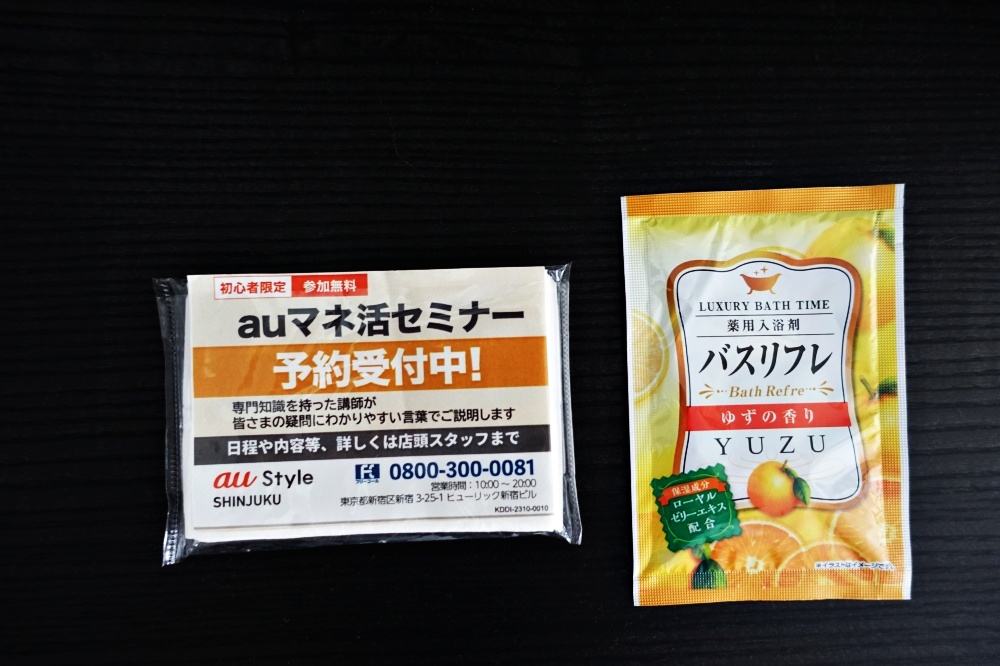 初心者限定 参加無料
auマネ活セミナー
予約受付中!
専門知識を持った講師が
皆さまの疑問にわかりやすい言葉でご説明します
日程や内容等、詳しくは店頭スタッフまで
au Style
SHINJUKU
フリーコール 0800-300-0081
営業時間：10:00～20:00
東京都新宿区新宿 3-25-1 ヒューリック新宿ビル
KDDI-2310-0010
LUXURY BATH TIME
薬用入浴剤
バスリフレ
Bath Refre
ゆずの香り
YUZU
保湿成分
ローヤル
ゼリーエキス
配合
※イラストはイメージです